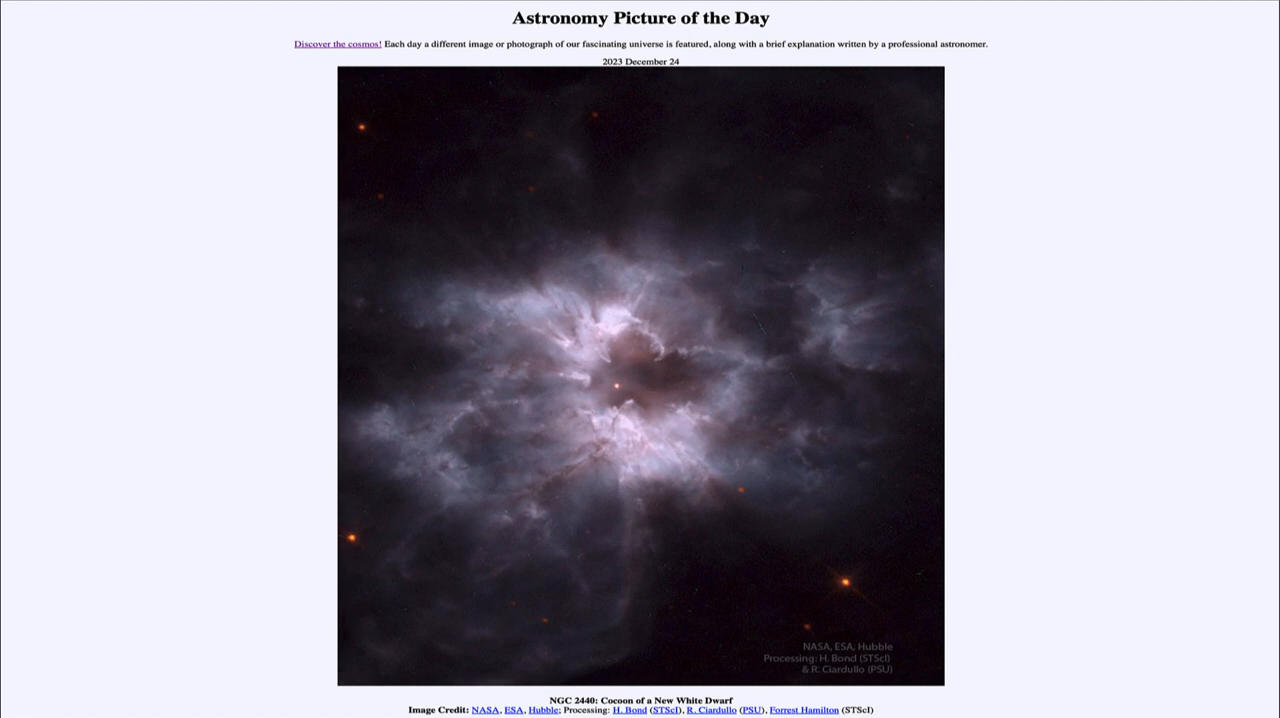 Astronomy Picture of the Day
Discover the cosmos! Each day a different image or photograph of our fascinating universe is featured, along with a brief explanation written by a professional astronomer.
2023 December 24
NASA, ESA, Hubble
Processing: H. Bond (STScI)
& R. Ciardullo (PSU)
NGC 2440: Cocoon of a New White Dwarf
Image Credit: NASA, ESA, Hubble; Processing: H. Bond (STScI), R. Ciardullo (PSU), Forrest Hamilton (STScI)